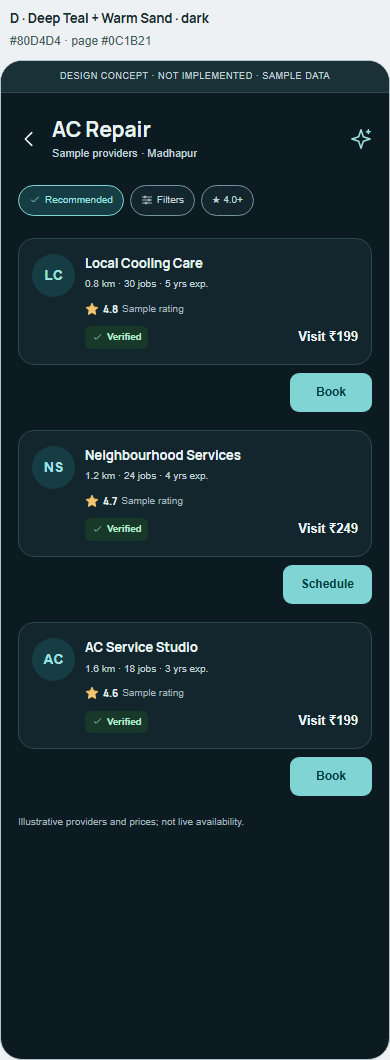 D · Deep Teal + Warm Sand · dark
#80D4D4 · page #0C1B21
DESIGN CONCEPT · NOT IMPLEMENTED · SAMPLE DATA
AC Repair
Sample providers · Madhapur
Recommended
Filters
★ 4.0+
LC
Local Cooling Care
0.8 km · 30 jobs · 5 yrs exp.
4.8 Sample rating
Verified
Visit ₹199
Book
NS
Neighbourhood Services
1.2 km · 24 jobs · 4 yrs exp.
4.7 Sample rating
Verified
Visit ₹249
Schedule
AC
AC Service Studio
1.6 km · 18 jobs · 3 yrs exp.
4.6 Sample rating
Verified
Visit ₹199
Book
Illustrative providers and prices; not live availability.